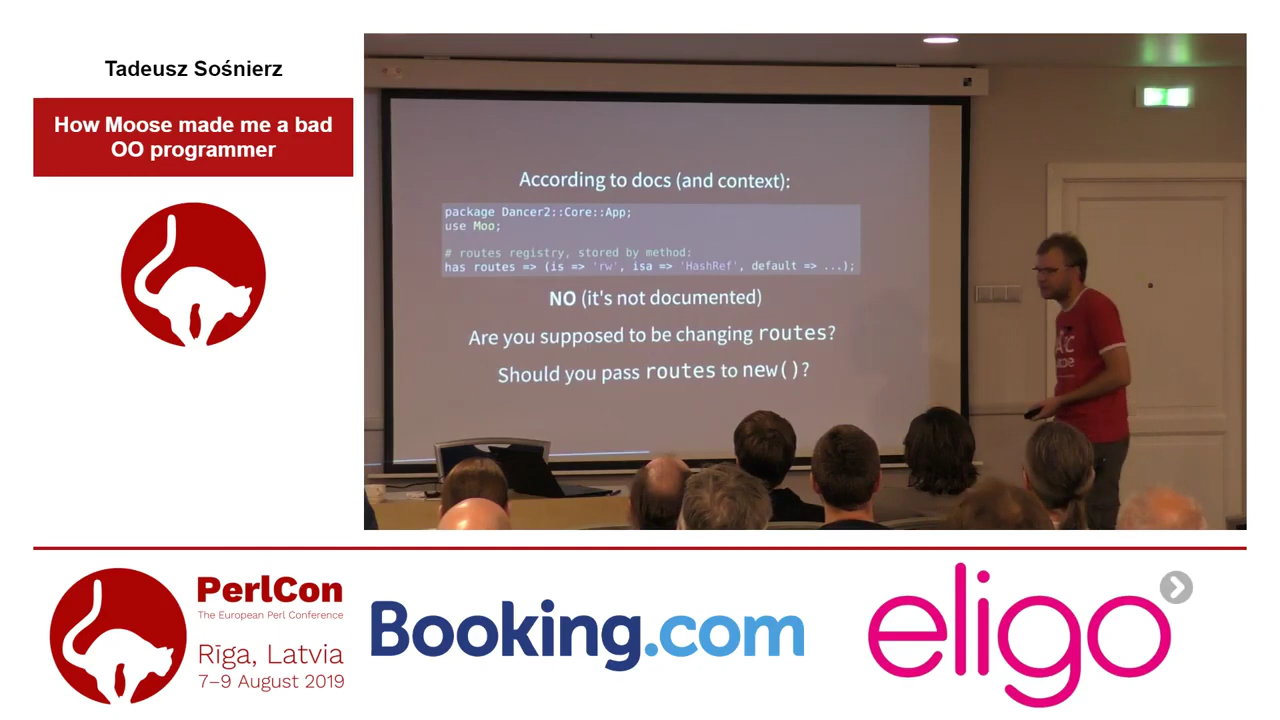 Tadeusz Sośnierz
How Moose made me a bad
OO programmer
According to docs (and context):
package Dancer2::Core::App;
use Moo;
# routes registry, stored by method:
has routes => (is => 'rw', isa => 'HashRef', default => ...);
NO (it's not documented)
Are you supposed to be changing routes?
Should you pass routes to new()?
PerlCon
The European Perl Conference
Rīga, Latvia
7–9 August 2019
Booking.com
eligo